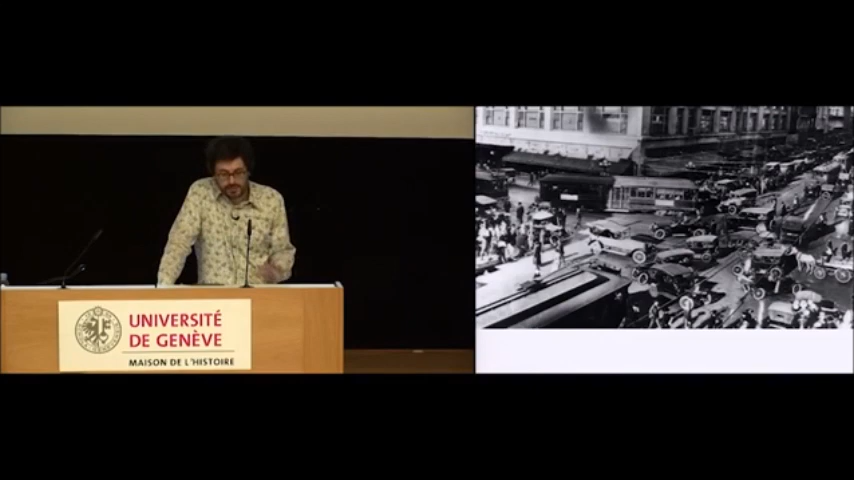 UNIVERSITÉ
DE GENÈVE
MAISON DE L'HISTOIRE